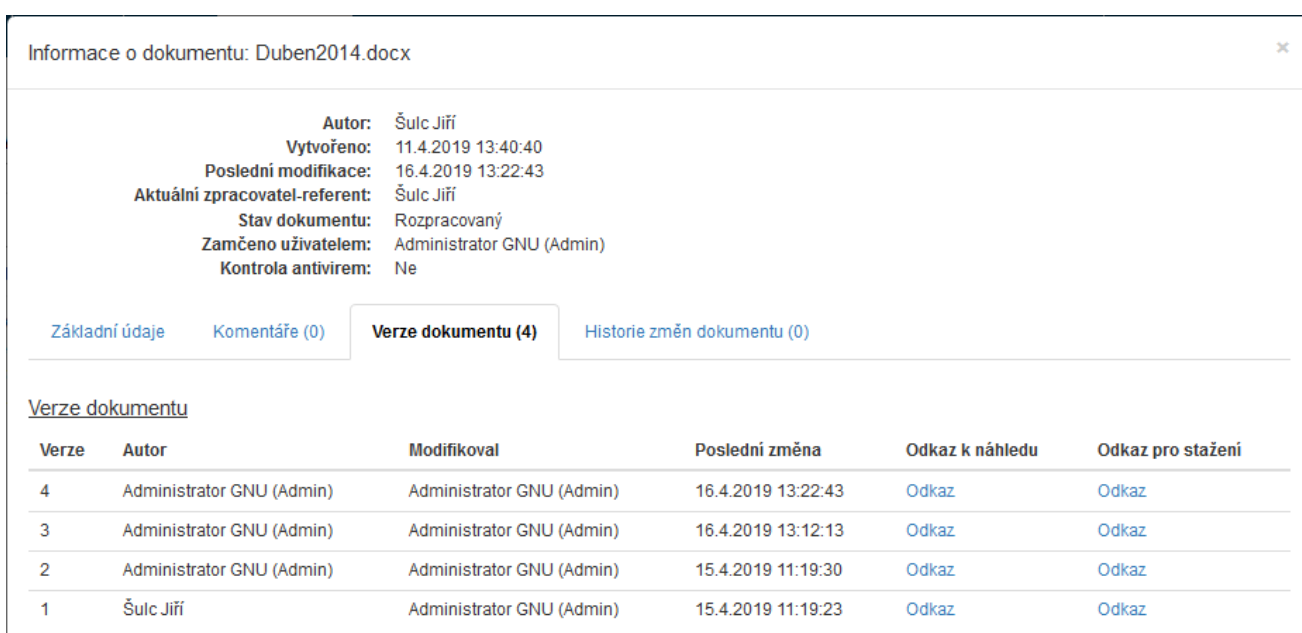 Informace o dokumentu: Duben2014.docx ×
Autor: Šulc Jiří
Vytvořeno: 11.4.2019 13:40:40
Poslední modifikace: 16.4.2019 13:22:43
Aktuální zpracovatel-referent: Šulc Jiří
Stav dokumentu: Rozpracovaný
Zamčeno uživatelem: Administrator GNU (Admin)
Kontrola antivirem: Ne
Základní údaje Komentáře (0) Verze dokumentu (4) Historie změn dokumentu (0)
Verze dokumentu
Verze Autor Modifikoval Poslední změna Odkaz k náhledu Odkaz pro stažení
4 Administrator GNU (Admin) Administrator GNU (Admin) 16.4.2019 13:22:43 Odkaz Odkaz
3 Administrator GNU (Admin) Administrator GNU (Admin) 16.4.2019 13:12:13 Odkaz Odkaz
2 Administrator GNU (Admin) Administrator GNU (Admin) 15.4.2019 11:19:30 Odkaz Odkaz
1 Šulc Jiří Administrator GNU (Admin) 15.4.2019 11:19:23 Odkaz Odkaz